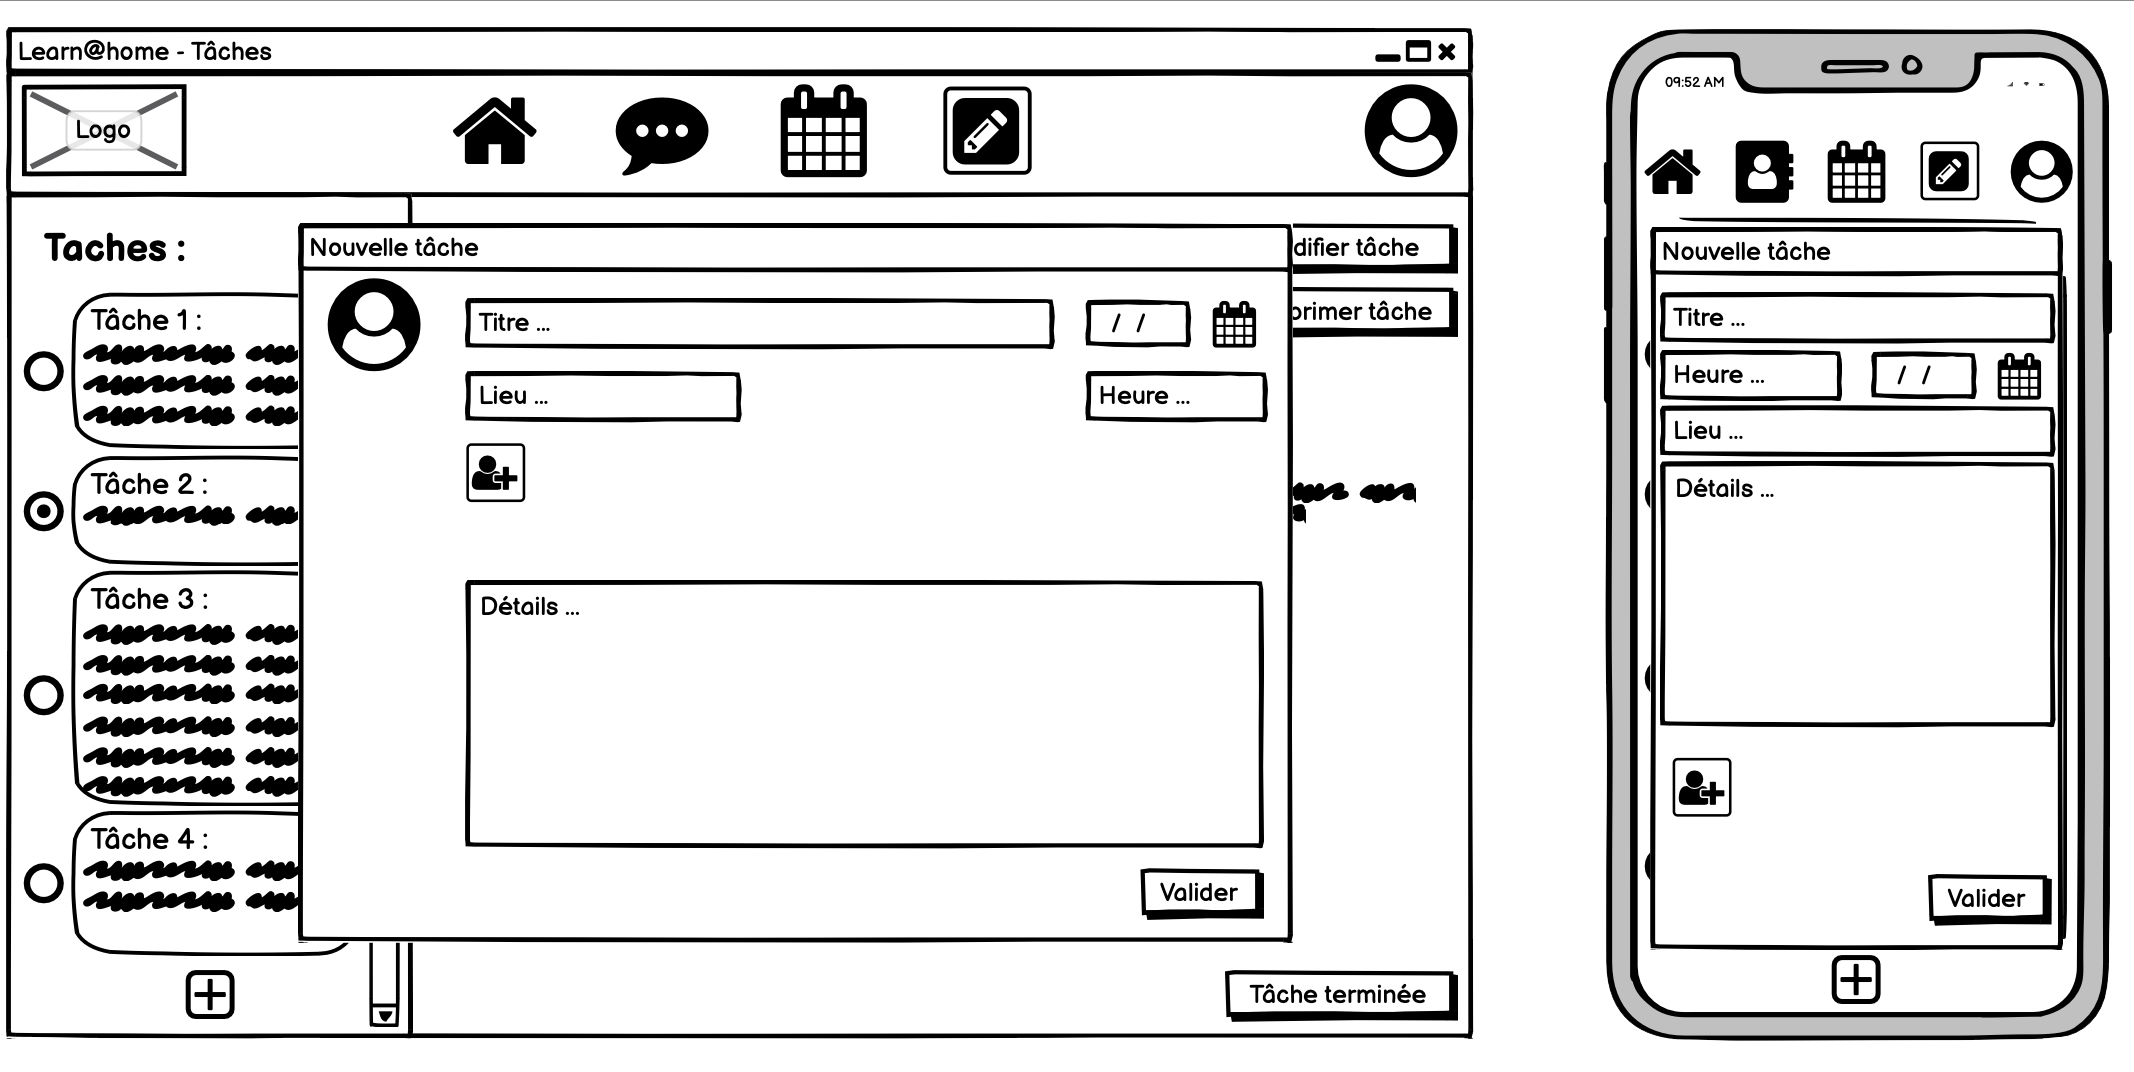 Learn@home - Tâches
Logo
Taches :
Tâche 1 :
Tâche 2 :
Tâche 3 :
Tâche 4 :
Nouvelle tâche
Titre ...
/ /
Lieu ...
Heure ...
Détails ...
Valider
difier tâche
primer tâche
Tâche terminée
09:52 AM
Nouvelle tâche
Titre ...
Heure ...
/ /
Lieu ...
Détails ...
Valider